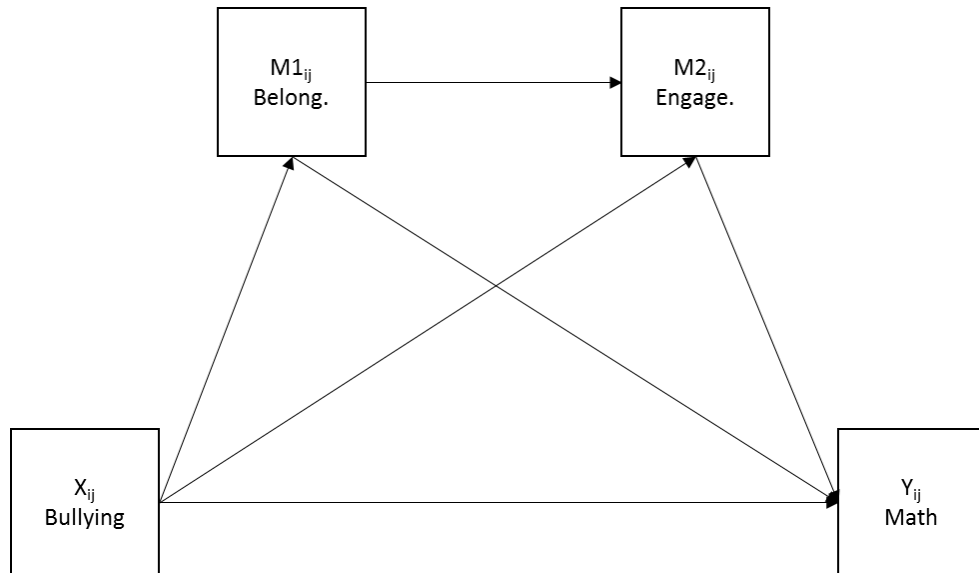 M1ij
Belong.
M2ij
Engage.
Xij
Bullying
Yij
Math